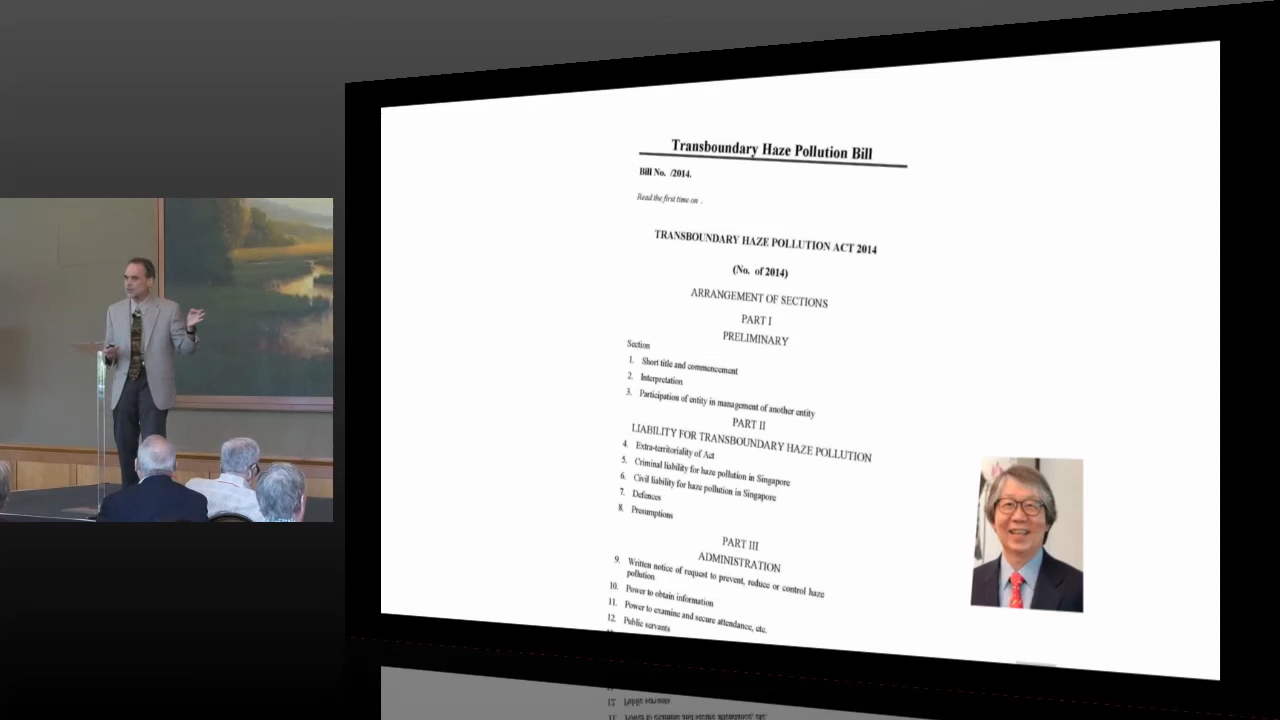 Transboundary Haze Pollution Bill
Bill No. /2014.
Read the first time on .
TRANSBOUNDARY HAZE POLLUTION ACT 2014
(No. of 2014)
ARRANGEMENT OF SECTIONS
PART I
PRELIMINARY
Section
1. Short title and commencement
2. Interpretation
3. Participation of entity in management of another entity
PART II
LIABILITY FOR TRANSBOUNDARY HAZE POLLUTION
4. Extra-territoriality of Act
5. Criminal liability for haze pollution in Singapore
6. Civil liability for haze pollution in Singapore
7. Defences
8. Presumptions
PART III
ADMINISTRATION
9. Written notice of request to prevent, reduce or control haze
pollution
10. Power to obtain information
11. Power to examine and secure attendance, etc.
12. Public servants